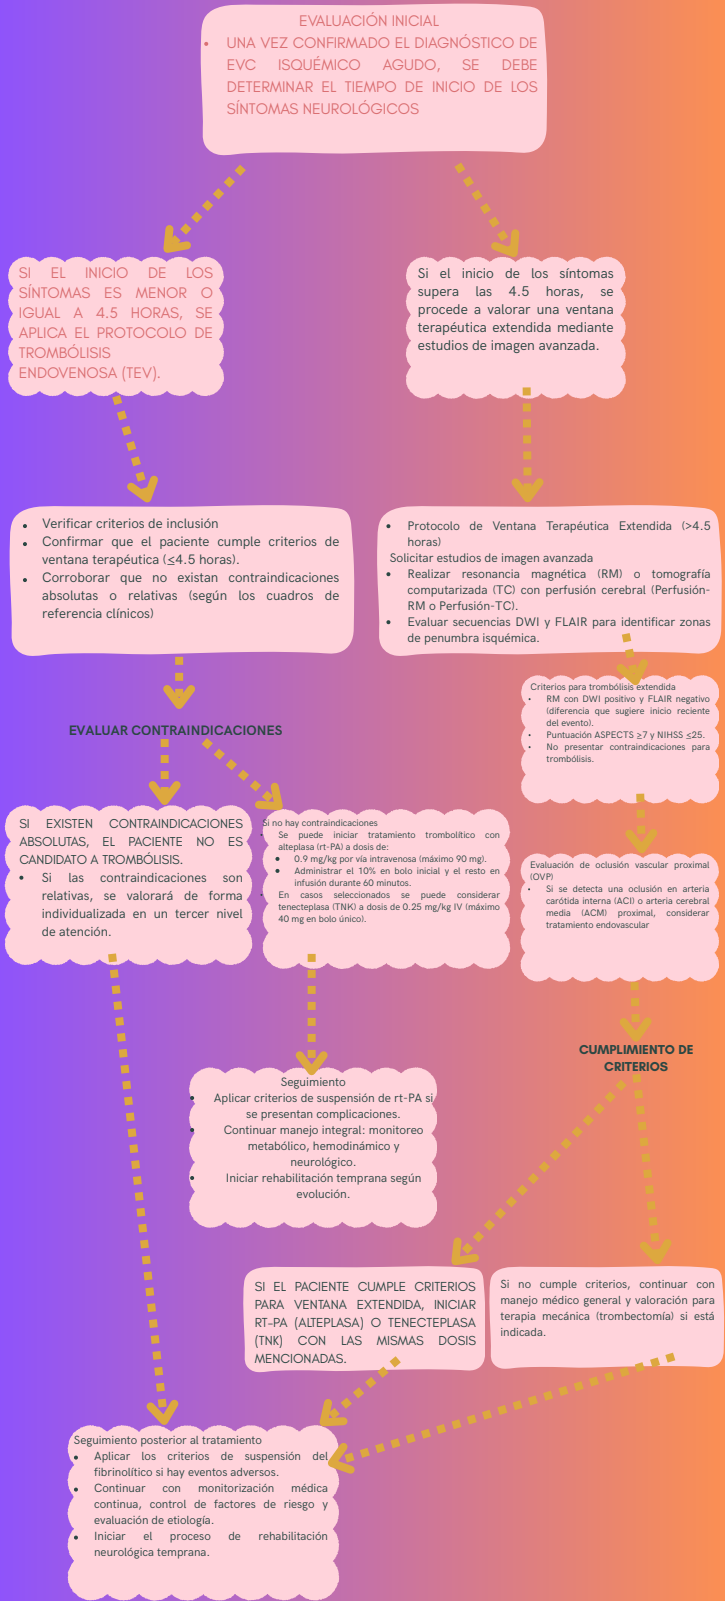 EVALUACIÓN INICIAL
• UNA VEZ CONFIRMADO EL DIAGNÓSTICO DE
EVC ISQUÉMICO AGUDO, SE DEBE
DETERMINAR EL TIEMPO DE INICIO DE LOS
SÍNTOMAS NEUROLÓGICOS
SI EL INICIO DE LOS
SÍNTOMAS ES MENOR O
IGUAL A 4.5 HORAS, SE
APLICA EL PROTOCOLO DE
TROMBÓLISIS
ENDOVENOSA (TEV).
Si el inicio de los síntomas
supera las 4.5 horas, se
procede a valorar una ventana
terapéutica extendida mediante
estudios de imagen avanzada.
• Verificar criterios de inclusión
• Confirmar que el paciente cumple criterios de
ventana terapéutica (≤4.5 horas).
• Corroborar que no existan contraindicaciones
absolutas o relativas (según los cuadros de
referencia clínicos)
• Protocolo de Ventana Terapéutica Extendida (>4.5
horas)
Solicitar estudios de imagen avanzada
• Realizar resonancia magnética (RM) o tomografía
computarizada (TC) con perfusión cerebral (Perfusión-
RM o Perfusión-TC).
• Evaluar secuencias DWI y FLAIR para identificar zonas
de penumbra isquémica.
Criterios para trombólisis extendida
• RM con DWI positivo y FLAIR negativo
(diferencia que sugiere inicio reciente
del evento).
• Puntuación ASPECTS ≥7 y NIHSS ≤25.
• No presentar contraindicaciones para
trombólisis.
EVALUAR CONTRAINDICACIONES
SI EXISTEN CONTRAINDICACIONES
ABSOLUTAS, EL PACIENTE NO ES
CANDIDATO A TROMBÓLISIS.
• Si las contraindicaciones son
relativas, se valorará de forma
individualizada en un tercer nivel
de atención.
Si no hay contraindicaciones
• Se puede iniciar tratamiento trombolítico con
alteplasa (rt-PA) a dosis de:
• 0.9 mg/kg por vía intravenosa (máximo 90 mg).
• Administrar el 10% en bolo inicial y el resto en
infusión durante 60 minutos.
• En casos seleccionados se puede considerar
tenecteplasa (TNK) a dosis de 0.25 mg/kg IV (máximo
40 mg en bolo único).
Evaluación de oclusión vascular proximal
(OVP)
• Si se detecta una oclusión en arteria
carótida interna (ACI) o arteria cerebral
media (ACM) proximal, considerar
tratamiento endovascular
CUMPLIMIENTO DE
CRITERIOS
Seguimiento
• Aplicar criterios de suspensión de rt-PA si
se presentan complicaciones.
• Continuar manejo integral: monitoreo
metabólico, hemodinámico y
neurológico.
• Iniciar rehabilitación temprana según
evolución.
SI EL PACIENTE CUMPLE CRITERIOS
PARA VENTANA EXTENDIDA, INICIAR
RT-PA (ALTEPLASA) O TENECTEPLASA
(TNK) CON LAS MISMAS DOSIS
MENCIONADAS.
Si no cumple criterios, continuar con
manejo médico general y valoración para
terapia mecánica (trombectomía) si está
indicada.
Seguimiento posterior al tratamiento
• Aplicar los criterios de suspensión del
fibrinolítico si hay eventos adversos.
• Continuar con monitorización médica
continua, control de factores de riesgo y
evaluación de etiología.
• Iniciar el proceso de rehabilitación
neurológica temprana.